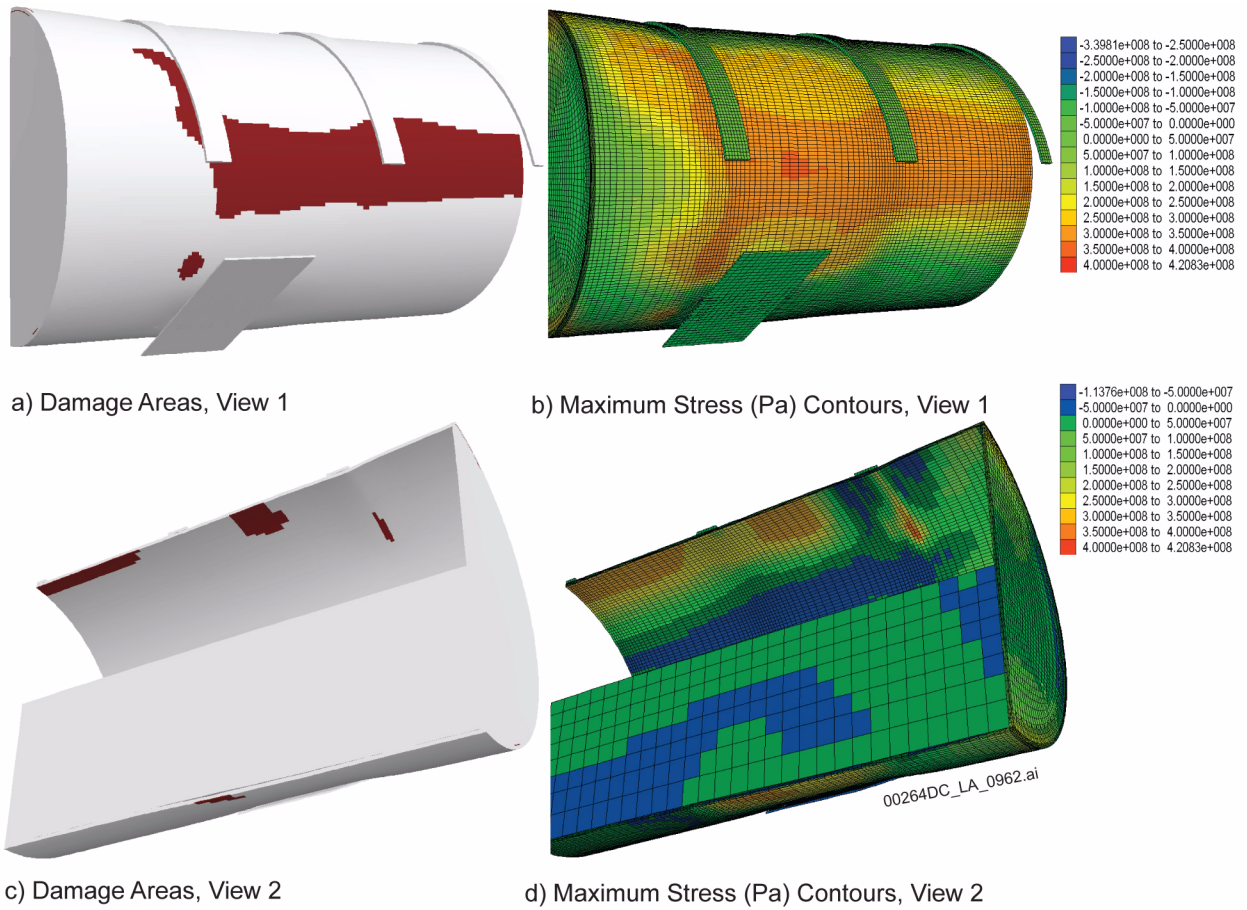 -3.3981e+008 to -2.5000e+008
-2.5000e+008 to -2.0000e+008
-2.0000e+008 to -1.5000e+008
-1.5000e+008 to -1.0000e+008
-1.0000e+008 to -5.0000e+007
-5.0000e+007 to 0.0000e+000
0.0000e+000 to 5.0000e+007
5.0000e+007 to 1.0000e+008
1.0000e+008 to 1.5000e+008
1.5000e+008 to 2.0000e+008
2.0000e+008 to 2.5000e+008
2.5000e+008 to 3.0000e+008
3.0000e+008 to 3.5000e+008
3.5000e+008 to 4.0000e+008
4.0000e+008 to 4.2083e+008
a) Damage Areas, View 1
b) Maximum Stress (Pa) Contours, View 1
-1.1376e+008 to -5.0000e+007
-5.0000e+007 to 0.0000e+000
0.0000e+000 to 5.0000e+007
5.0000e+007 to 1.0000e+008
1.0000e+008 to 1.5000e+008
1.5000e+008 to 2.0000e+008
2.0000e+008 to 2.5000e+008
2.5000e+008 to 3.0000e+008
3.0000e+008 to 3.5000e+008
3.5000e+008 to 4.0000e+008
4.0000e+008 to 4.2083e+008
00264DC_LA_0962.ai
c) Damage Areas, View 2
d) Maximum Stress (Pa) Contours, View 2